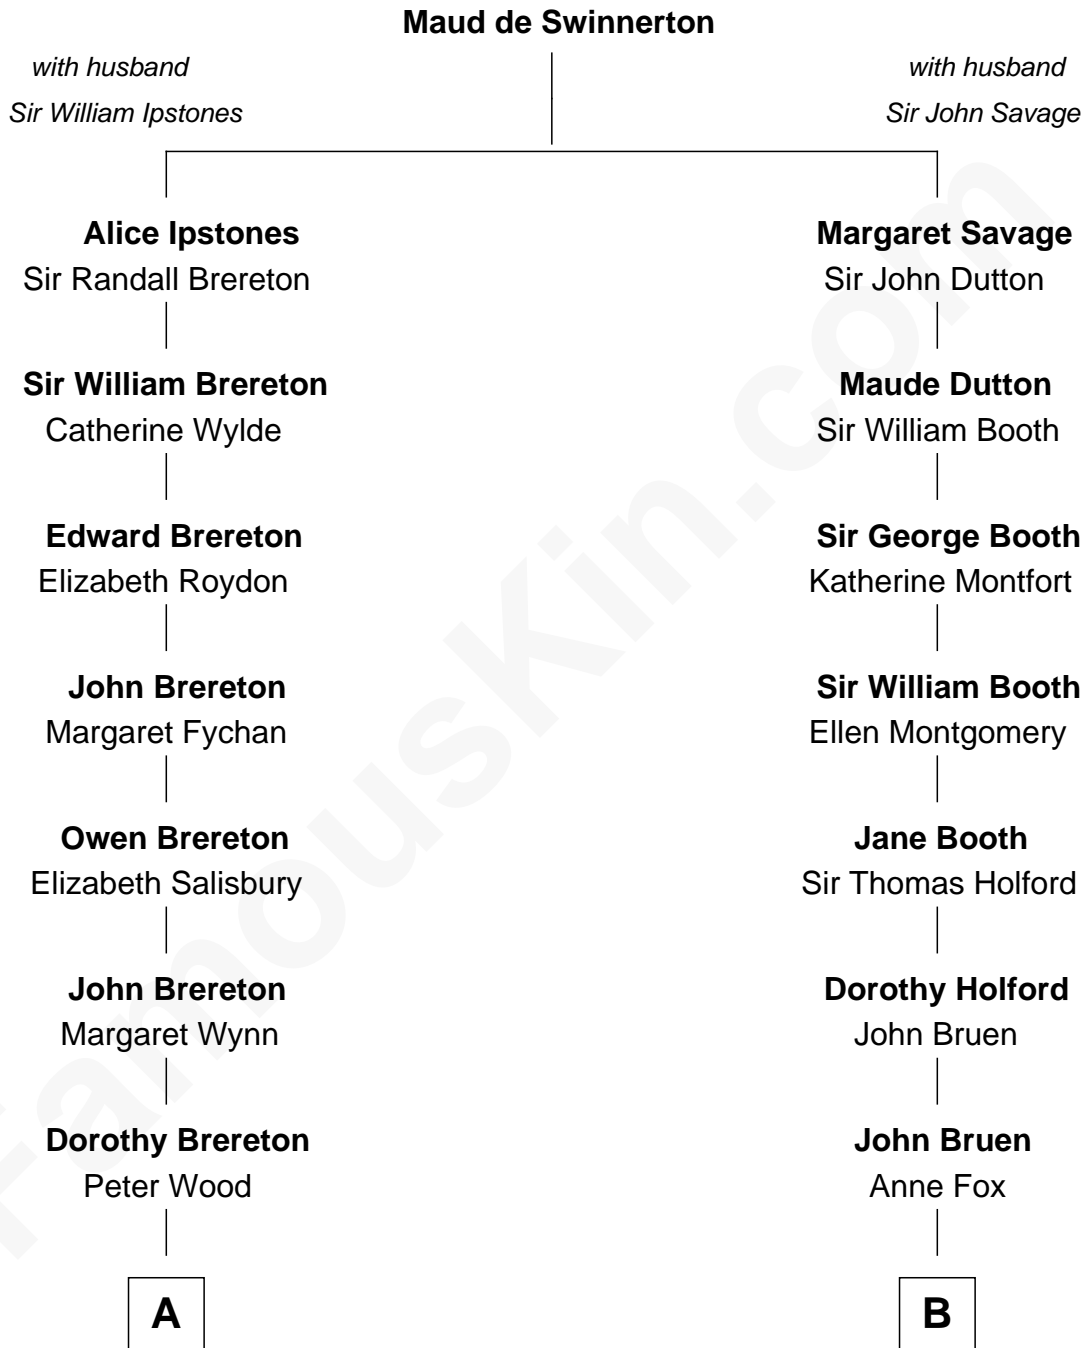 Maud de Swinnerton
with husband
Sir William Ipstones
with husband
Sir John Savage
Alice Ipstones
Sir Randall Brereton
Margaret Savage
Sir John Dutton
Sir William Brereton
Catherine Wylde
Maude Dutton
Sir William Booth
Edward Brereton
Elizabeth Roydon
Sir George Booth
Katherine Montfort
John Brereton
Margaret Fychan
Sir William Booth
Ellen Montgomery
Owen Brereton
Elizabeth Salisbury
Jane Booth
Sir Thomas Holford
John Brereton
Margaret Wynn
Dorothy Holford
John Bruen
Dorothy Brereton
Peter Wood
John Bruen
Anne Fox
A
B
FamousKin.com